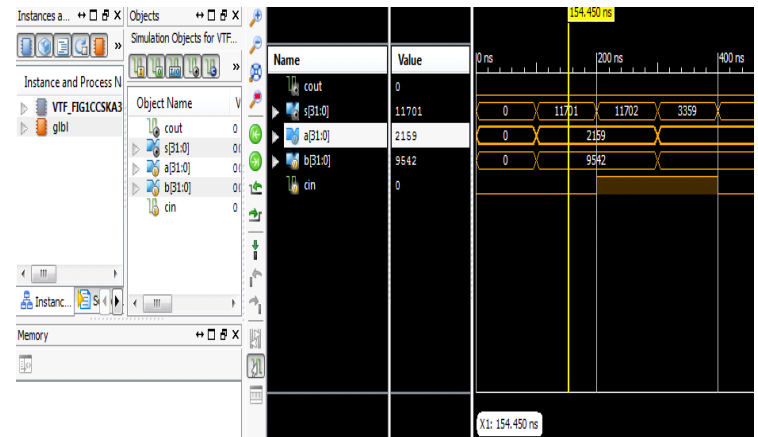 Instances a...
Objects
Simulation Objects for VTF...
Instance and Process N
VTF_FIG1CCSKA3
glbl
Object Name
cout 0
s[31:0]
a[31:0]
b[31:0]
cin 0
Instanc...
Memory
Name Value
cout 0
s[31:0] 11701
a[31:0] 2159
b[31:0] 9542
cin 0
154.450 ns
0 ns 200 ns 400 ns
0 11701 11702 3359
0 2159
0 9542
X1: 154.450 ns